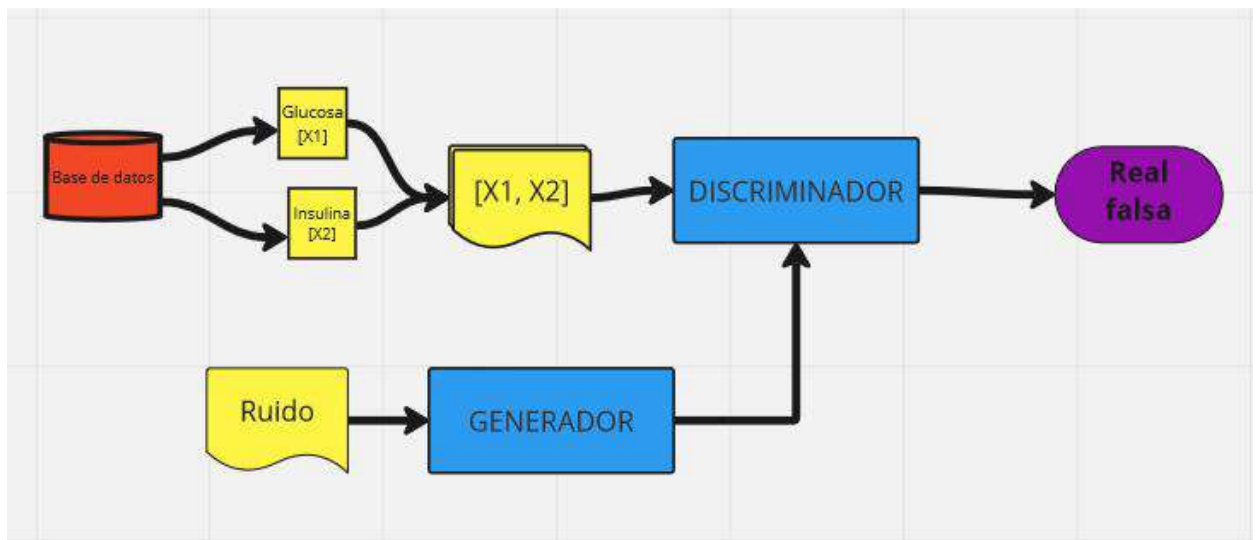 Glucosa
[X1]
Base de datos
Insulina
[X2]
[X1, X2]
DISCRIMINADOR
Real
falsa
Ruido
GENERADOR